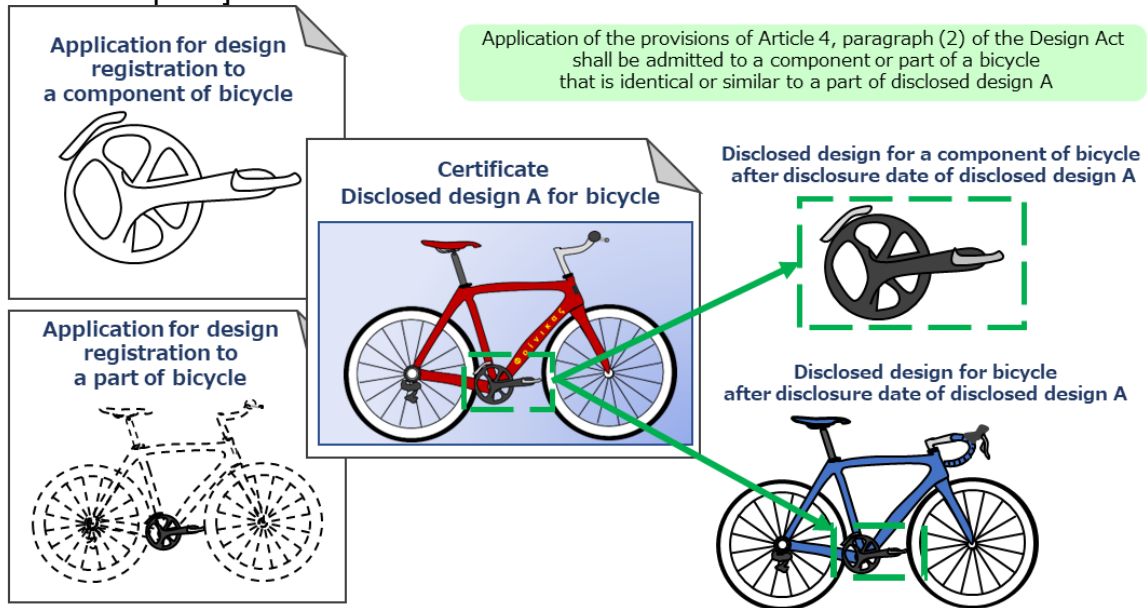 Application for design
registration to
a component of bicycle
Application of the provisions of Article 4, paragraph (2) of the Design Act
shall be admitted to a component or part of a bicycle
that is identical or similar to a part of disclosed design A
Certificate
Disclosed design A for bicycle
φοίνικας
Disclosed design for a component of bicycle
after disclosure date of disclosed design A
Application for design
registration to
a part of bicycle
Disclosed design for bicycle
after disclosure date of disclosed design A